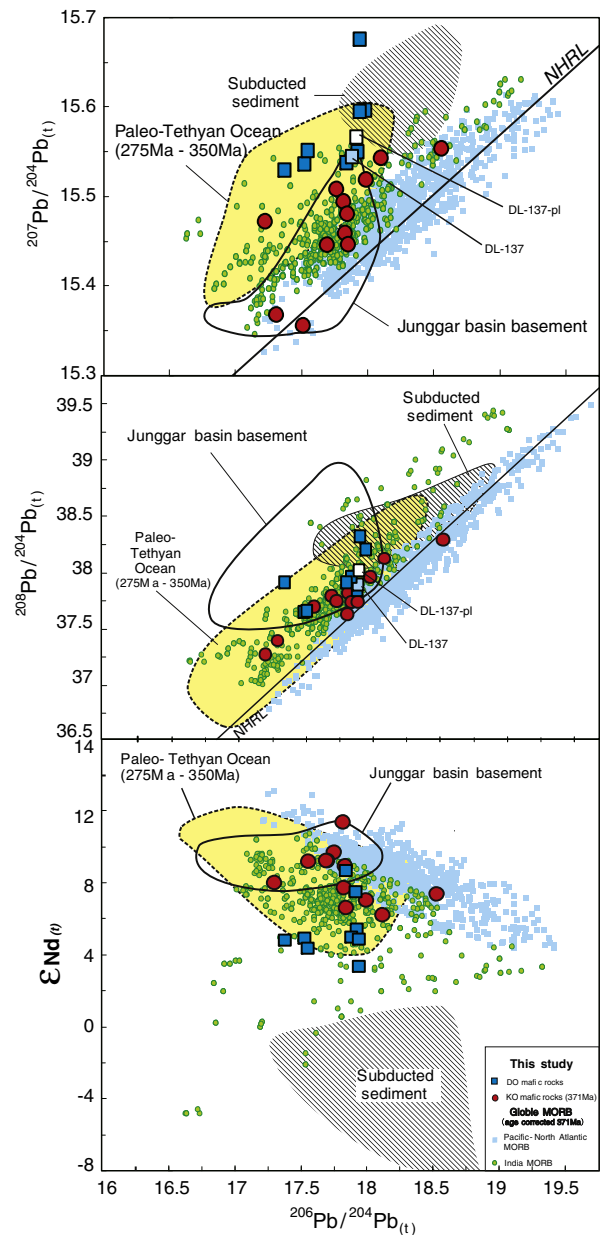 15.7
15.6
15.5
15.4
15.3
207Pb/204Pb(t)
Subducted
sediment
NHRL
Paleo-Tethyan Ocean
(275Ma - 350Ma)
DL-137-pl
DL-137
Junggar basin basement
39.5
39
38.5
38
37.5
37
36.5
208Pb/204Pb(t)
Subducted
sediment
Junggar basin basement
Paleo-
Tethyan
Ocean
(275Ma - 350Ma)
DL-137-pl
DL-137
NHRL
14
12
8
4
0
-4
-8
εNd(t)
Paleo- Tethyan Ocean
(275Ma - 350Ma)
Junggar basin basement
Subducted
sediment
This study
DO mafic rocks
KO mafic rocks (371Ma)
Globle MORB
(age corrected 371Ma)
Pacific-North Atlantic
MORB
India MORB
16
16.5
17
17.5
18
18.5
19
19.5
206Pb/204Pb(t)